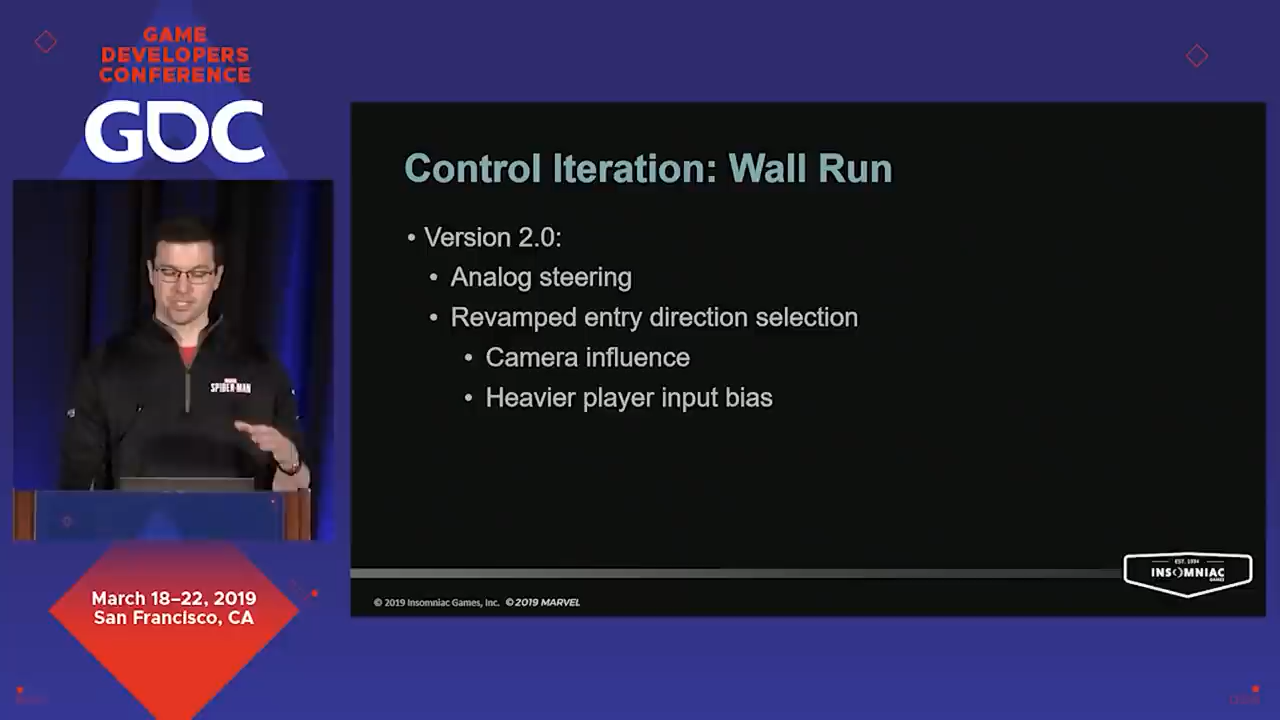 GAME
DEVELOPERS
CONFERENCE
GDC
SPIDER-MAN
March 18–22, 2019
San Francisco, CA
Control Iteration: Wall Run
• Version 2.0:
• Analog steering
• Revamped entry direction selection
• Camera influence
• Heavier player input bias
EST. 1994
INSOMNIAC
GAMES
© 2019 Insomniac Games, Inc. © 2019 MARVEL